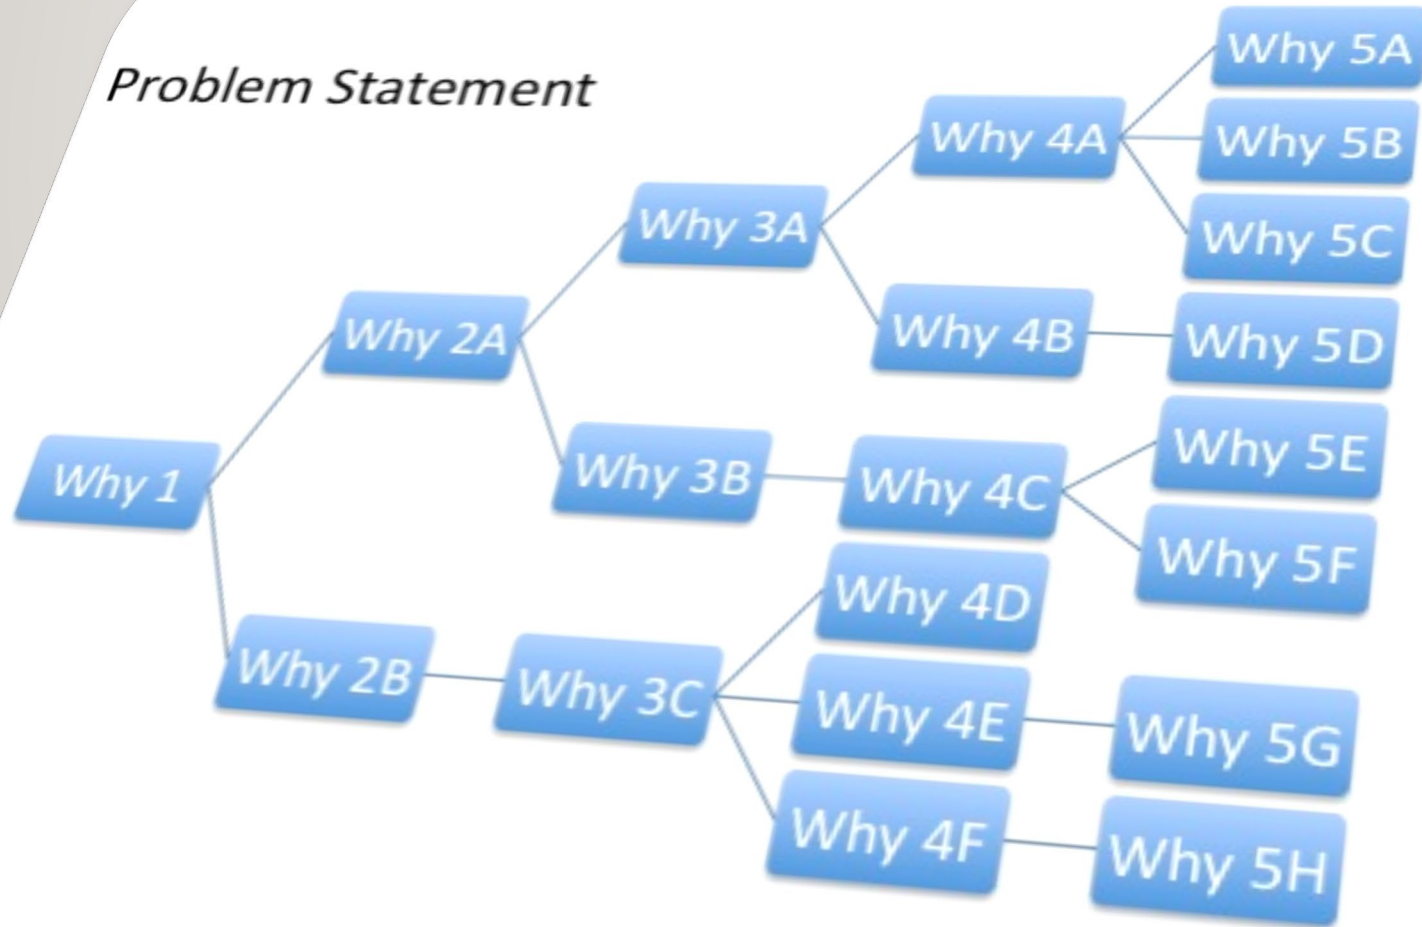 Problem Statement
Why 1
Why 2A
Why 2B
Why 3A
Why 3B
Why 3C
Why 4A
Why 4B
Why 4C
Why 4D
Why 4E
Why 4F
Why 5A
Why 5B
Why 5C
Why 5D
Why 5E
Why 5F
Why 5G
Why 5H